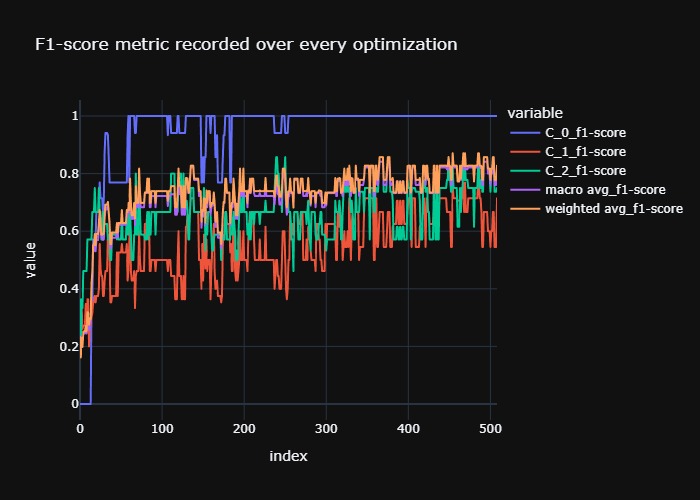 F1-score metric recorded over every optimization
variable
C_0_f1-score
C_1_f1-score
C_2_f1-score
macro avg_f1-score
weighted avg_f1-score
value
1
0.8
0.6
0.4
0.2
0
0 100 200 300 400 500
index